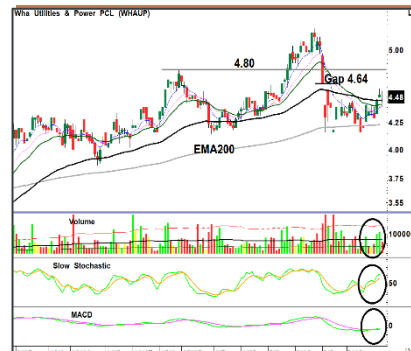 Wha Utilities & Power PCL (WHAUP)
5.00
4.80
Gap 4.64
4.48
4.25
EMA200
4.00
3.75
3.55
Volume
10000
Slow Stochastic
50
MACD
0